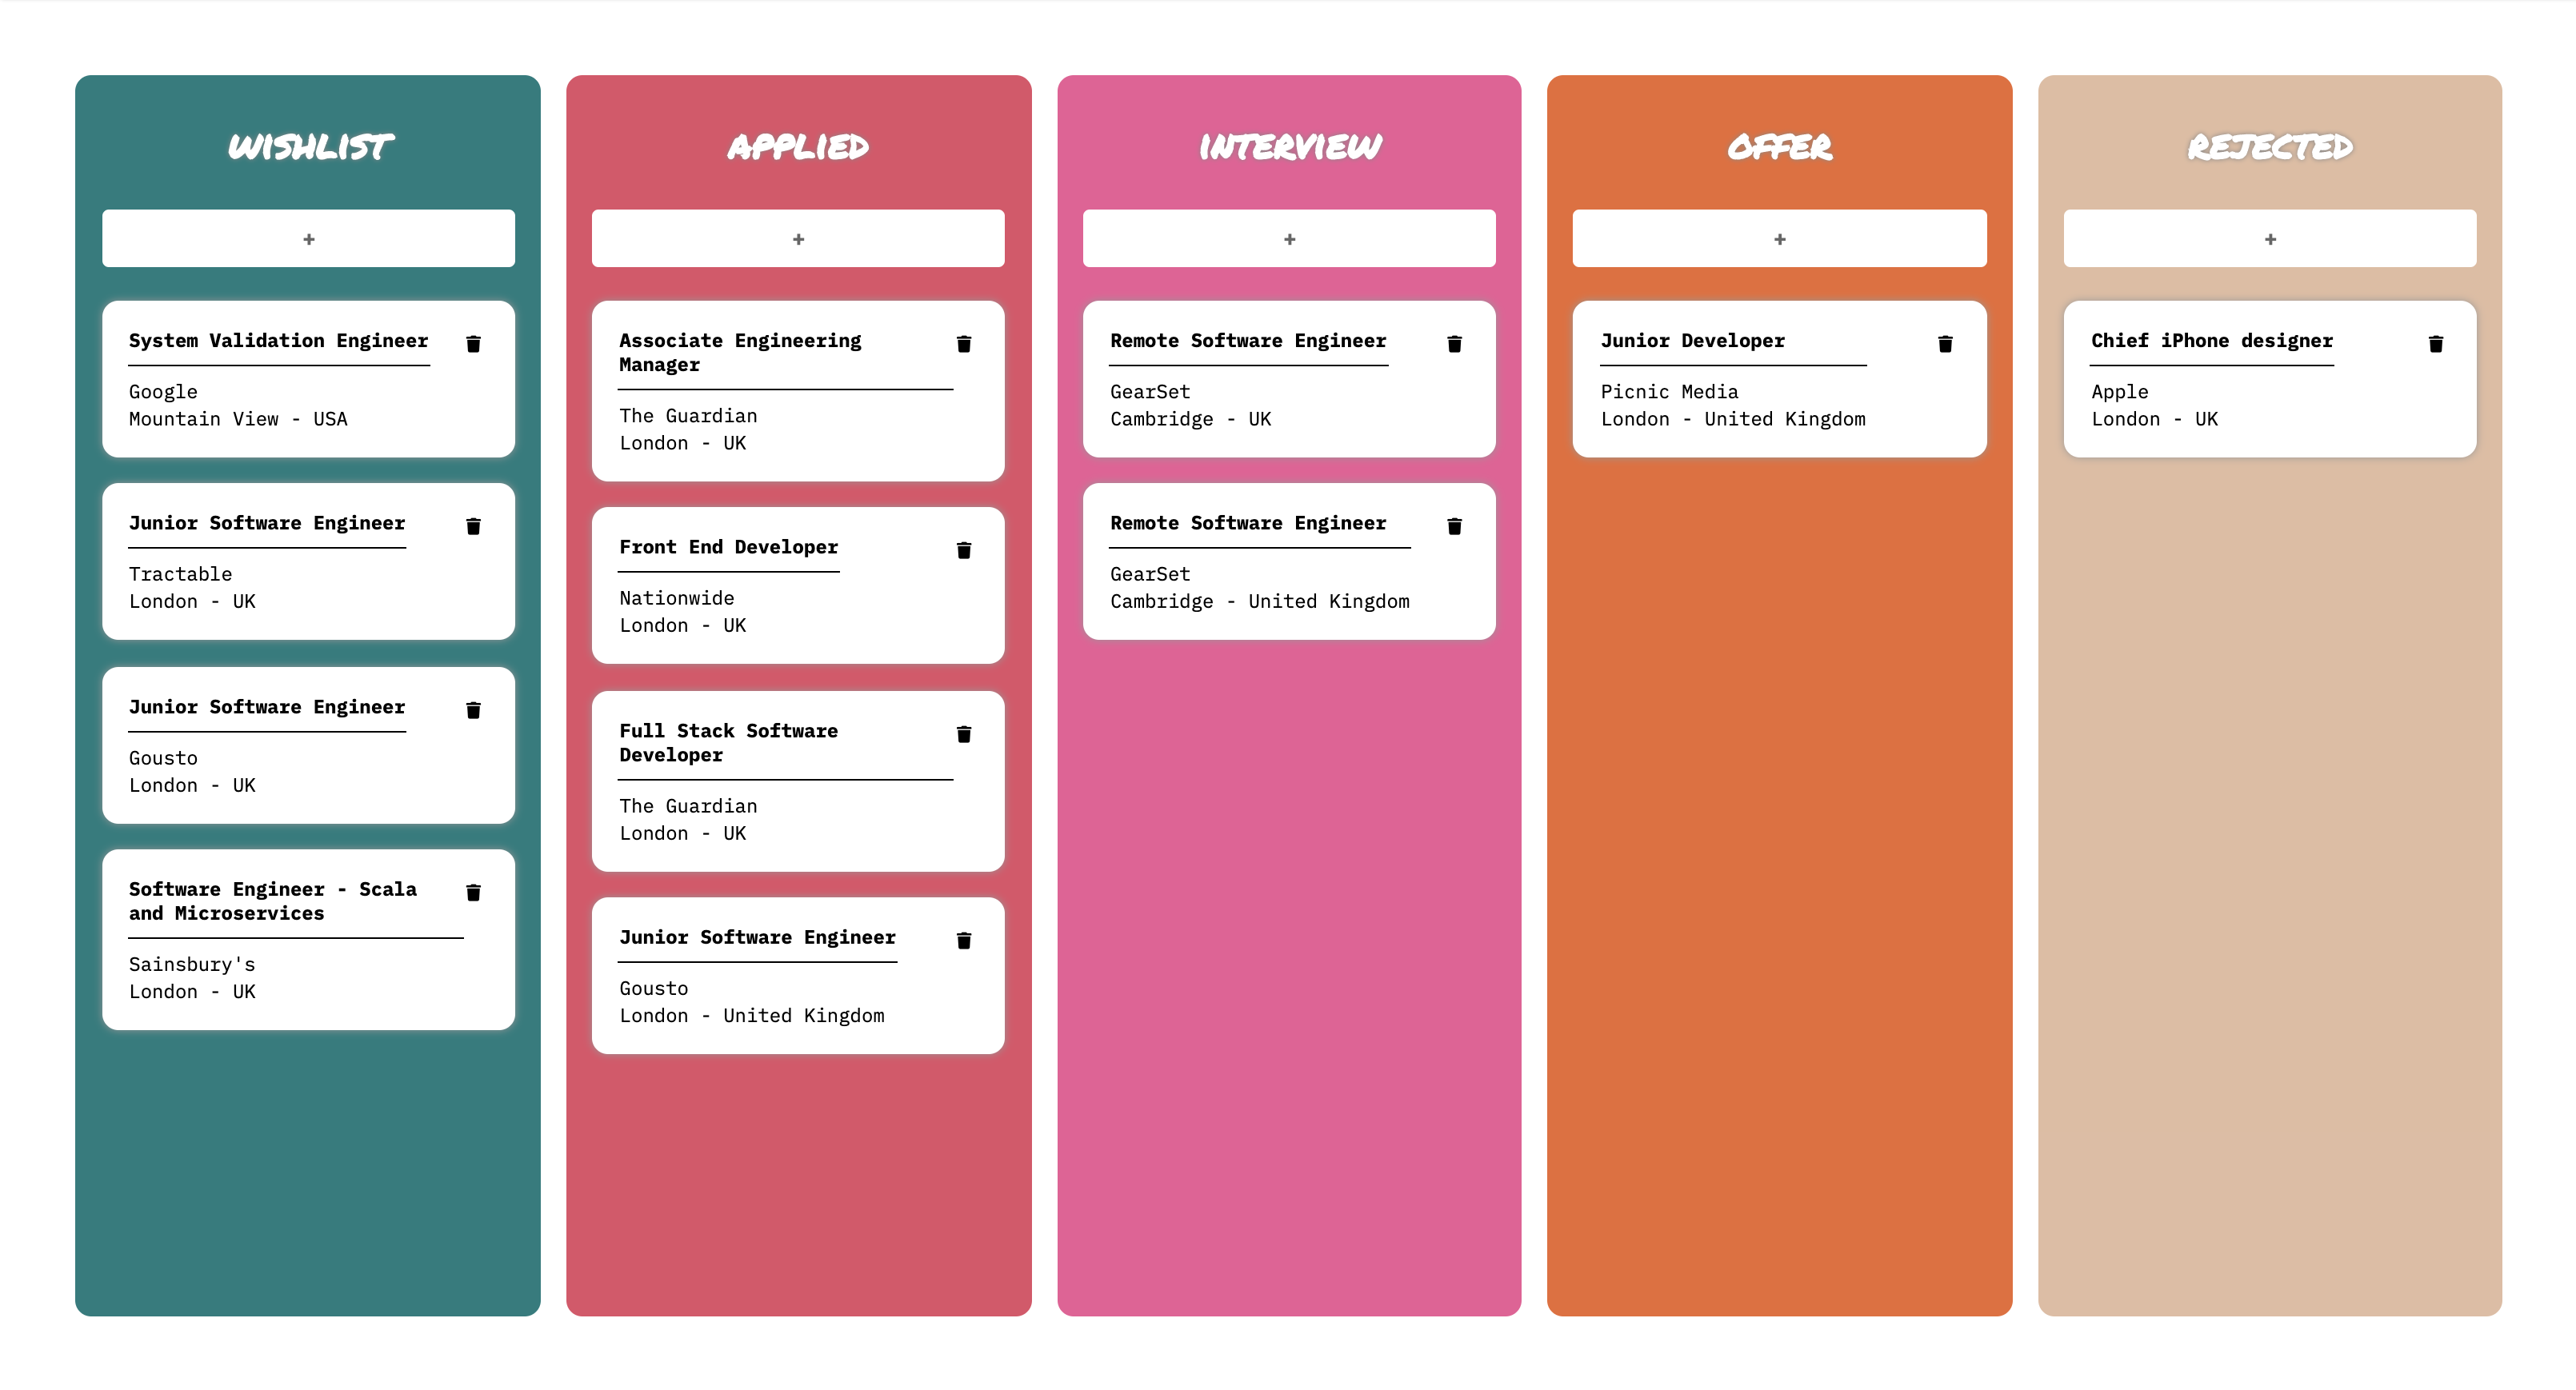 WISHLIST
+
System Validation Engineer
Google
Mountain View - USA
Junior Software Engineer
Tractable
London - UK
Junior Software Engineer
Gousto
London - UK
Software Engineer - Scala
and Microservices
Sainsbury's
London - UK
APPLIED
+
Associate Engineering
Manager
The Guardian
London - UK
Front End Developer
Nationwide
London - UK
Full Stack Software
Developer
The Guardian
London - UK
Junior Software Engineer
Gousto
London - United Kingdom
INTERVIEW
+
Remote Software Engineer
GearSet
Cambridge - UK
Remote Software Engineer
GearSet
Cambridge - United Kingdom
OFFER
+
Junior Developer
Picnic Media
London - United Kingdom
REJECTED
+
Chief iPhone designer
Apple
London - UK